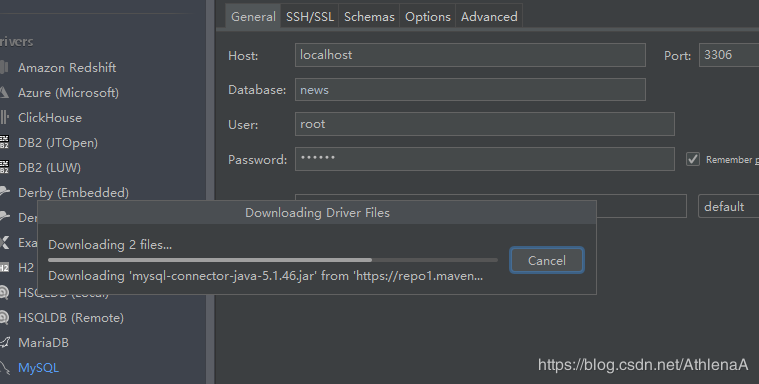 General SSH/SSL Schemas Options Advanced
rivers
Amazon Redshift
Azure (Microsoft)
ClickHouse
DB2 (JTOpen)
DB2 (LUW)
Derby (Embedded)
Der
Exa
H2
HSQLDB (Local)
HSQLDB (Remote)
MariaDB
MySQL
Host: localhost Port: 3306
Database: news
User: root
Password: •••••• Remember p
default
Downloading Driver Files
Downloading 2 files...
Downloading 'mysql-connector-java-5.1.46.jar' from 'https://repo1.maven...
Cancel
https://blog.csdn.net/AthlenaA